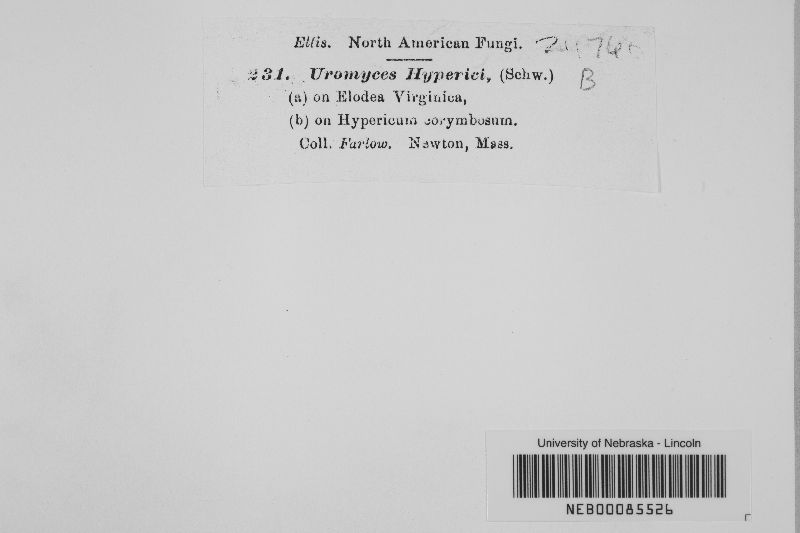 Ellis. North American Fungi.
231. Uromyces Hyperici, (Schw.) B
(a) on Elodea Virginica,
(b) on Hypericum corymbosum.
Coll. Farlow. Newton, Mass.
University of Nebraska - Lincoln
NEB00085526